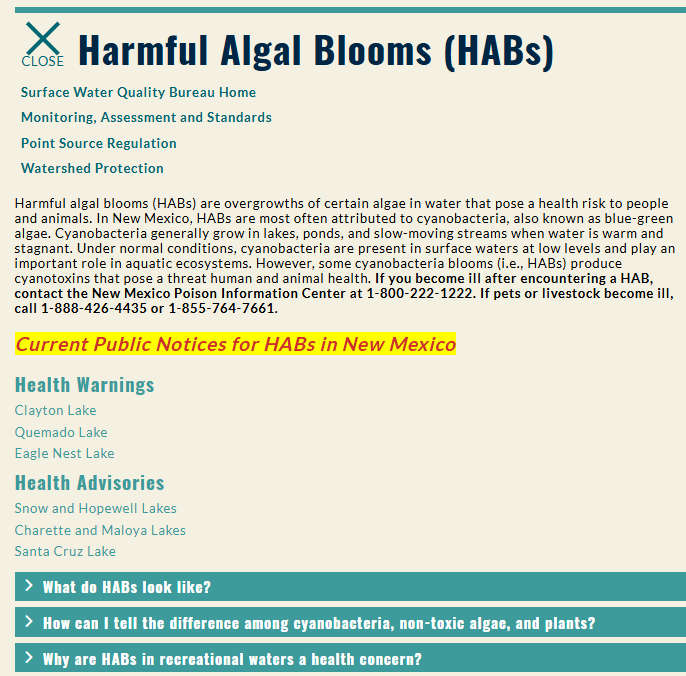 CLOSE
Harmful Algal Blooms (HABs)
Surface Water Quality Bureau Home
Monitoring, Assessment and Standards
Point Source Regulation
Watershed Protection
Harmful algal blooms (HABs) are overgrowths of certain algae in water that pose a health risk to people
and animals. In New Mexico, HABs are most often attributed to cyanobacteria, also known as blue-green
algae. Cyanobacteria generally grow in lakes, ponds, and slow-moving streams when water is warm and
stagnant. Under normal conditions, cyanobacteria are present in surface waters at low levels and play an
important role in aquatic ecosystems. However, some cyanobacteria blooms (i.e., HABs) produce
cyanotoxins that pose a threat human and animal health. If you become ill after encountering a HAB,
contact the New Mexico Poison Information Center at 1-800-222-1222. If pets or livestock become ill,
call 1-888-426-4435 or 1-855-764-7661.
Current Public Notices for HABs in New Mexico
Health Warnings
Clayton Lake
Quemado Lake
Eagle Nest Lake
Health Advisories
Snow and Hopewell Lakes
Charette and Maloya Lakes
Santa Cruz Lake
What do HABs look like?
How can I tell the difference among cyanobacteria, non-toxic algae, and plants?
Why are HABs in recreational waters a health concern?